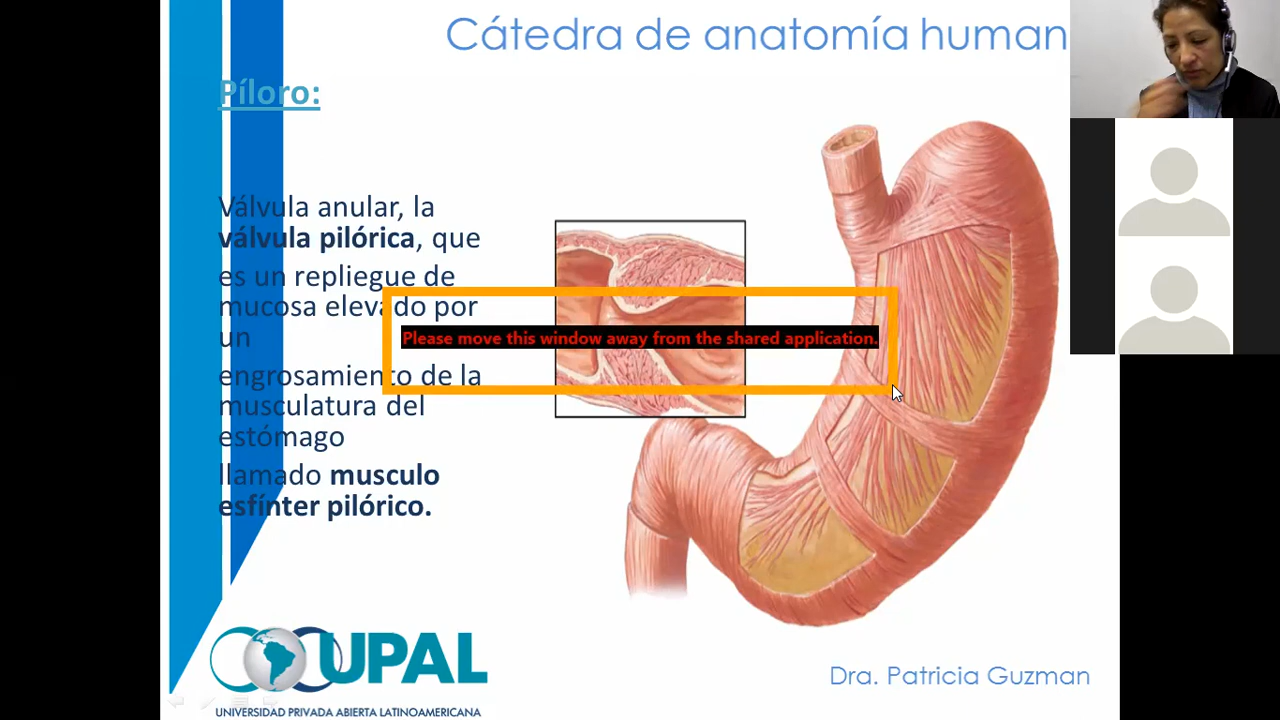 Cátedra de anatomía human
Píloro:
Válvula anular, la
válvula pilórica, que
es un repliegue de
mucosa elevado por
un
engrosamiento de la
musculatura del
estómago
llamado musculo
esfínter pilórico.
Please move this window away from the shared application.
UPAL
UNIVERSIDAD PRIVADA ABIERTA LATINOAMERICANA
Dra. Patricia Guzman